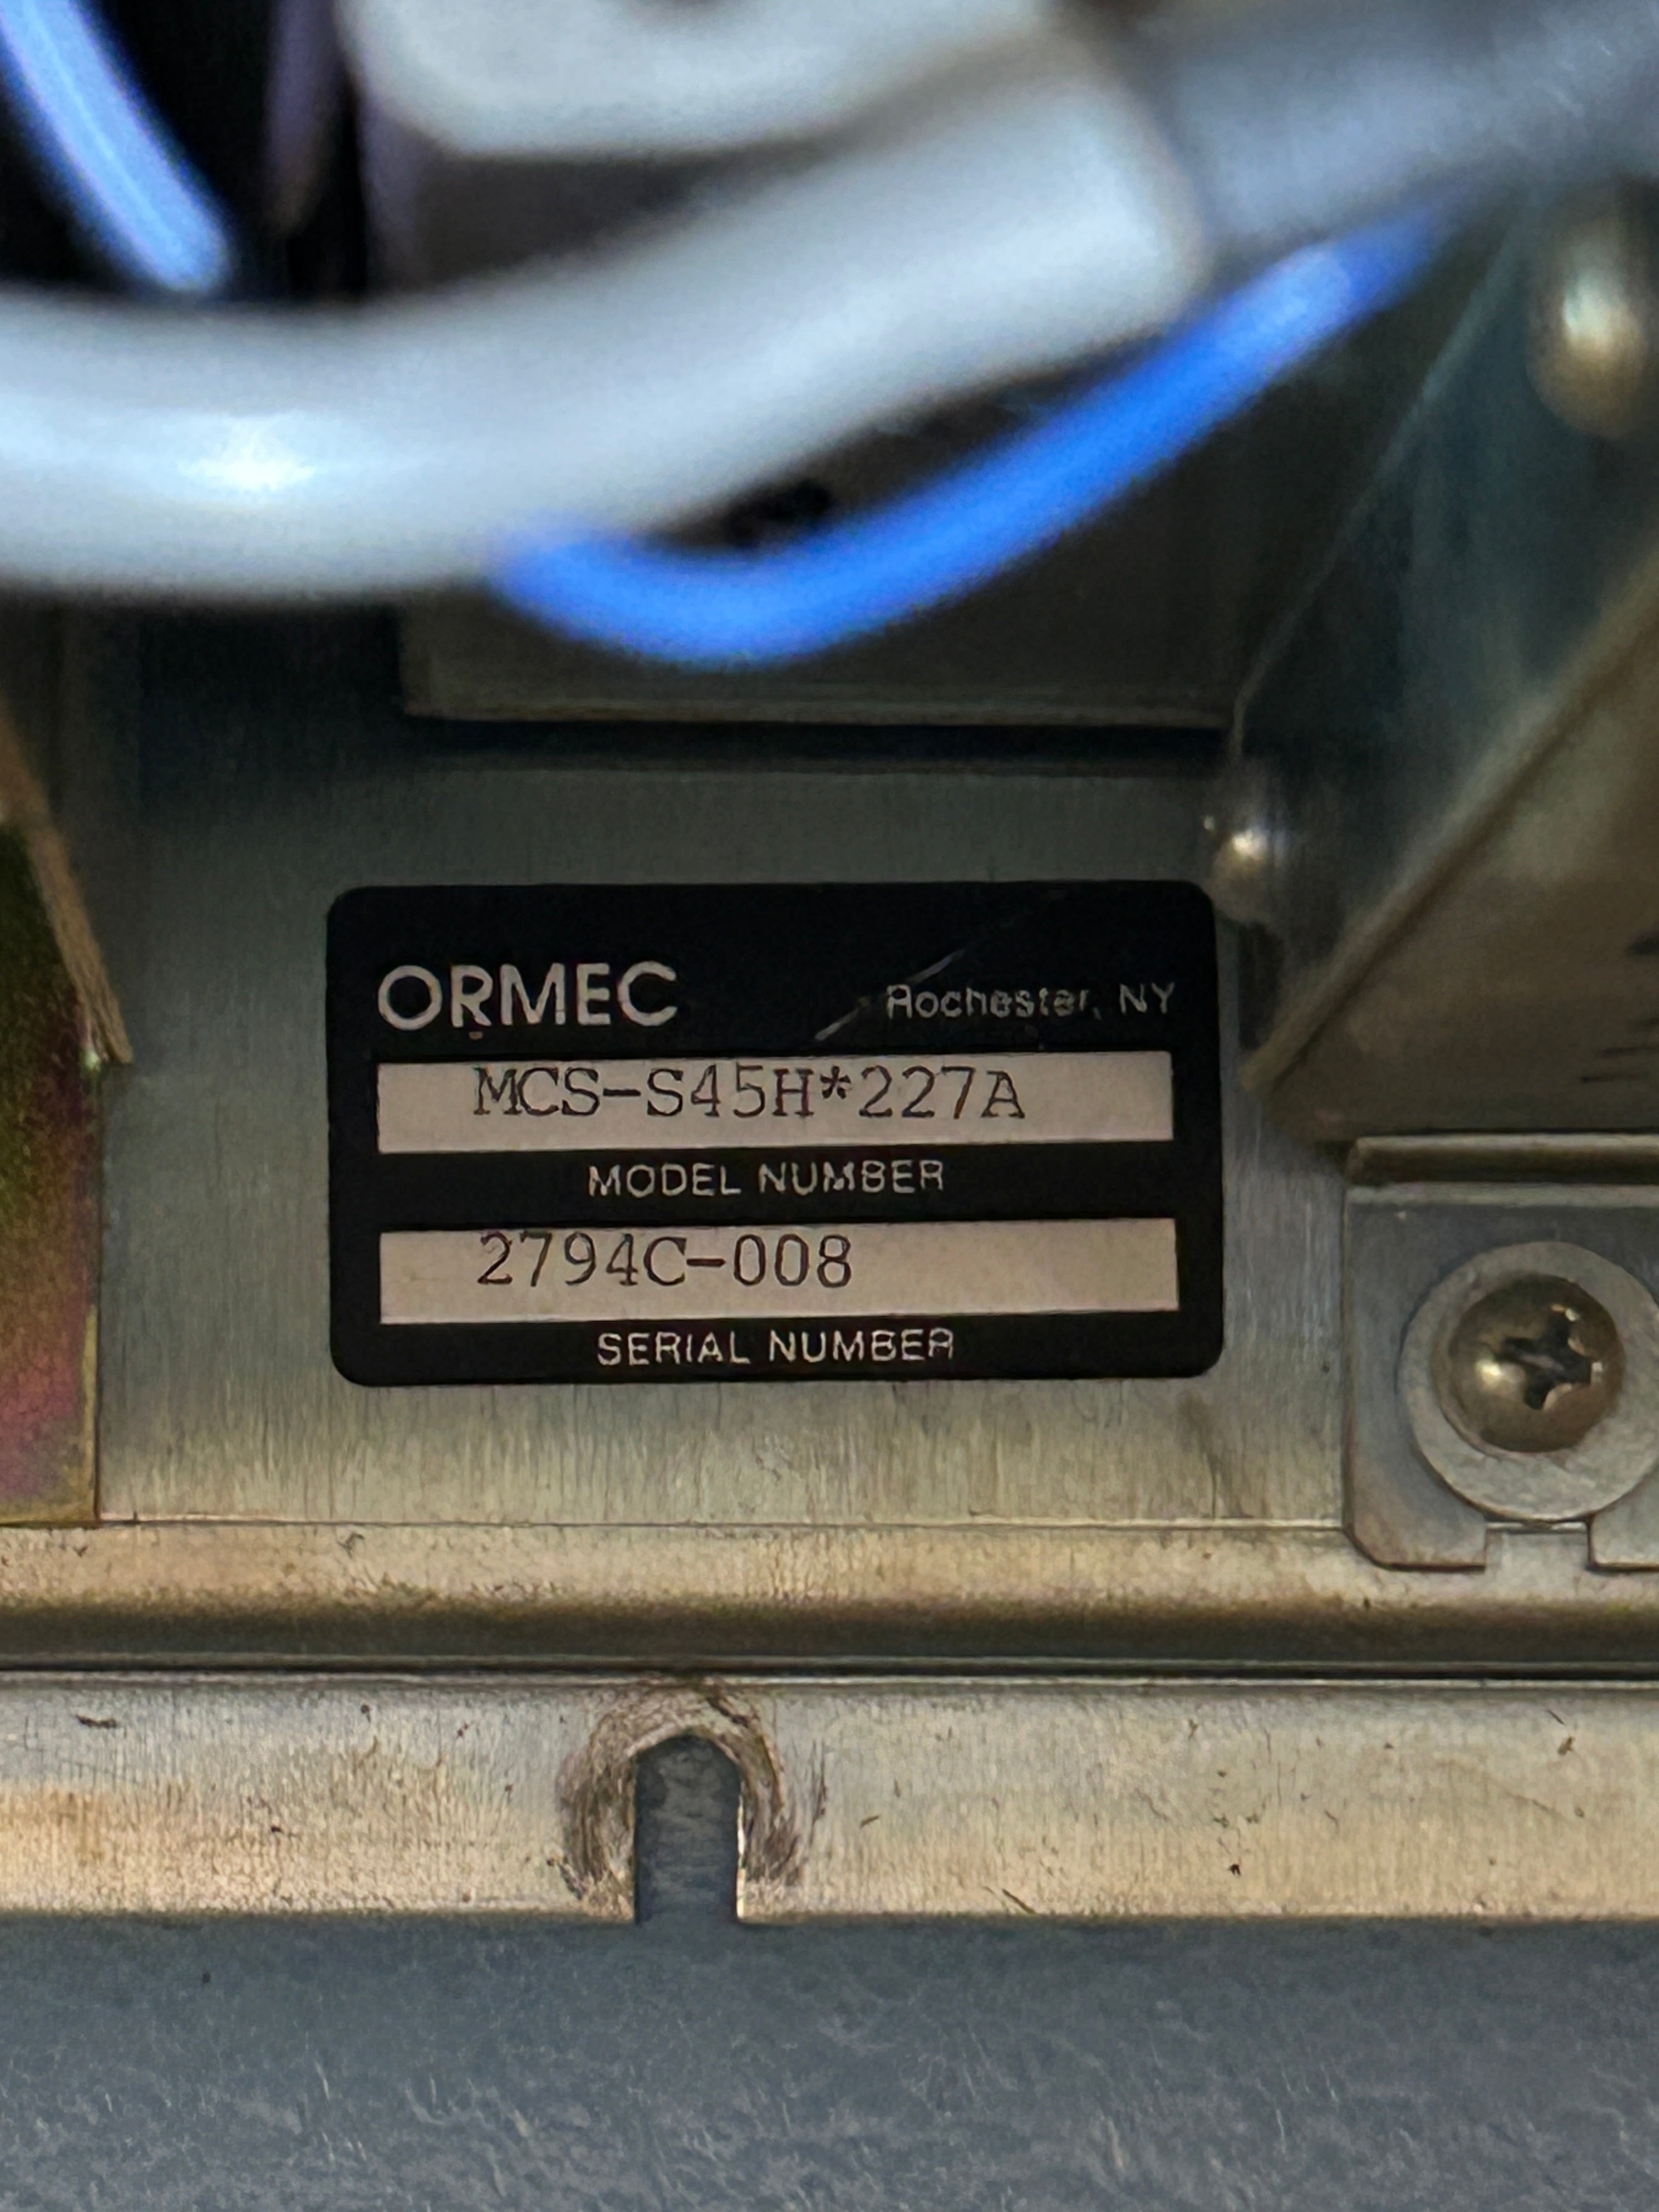 ORMEC
Rochester, NY
MCS-S45H*227A
MODEL NUMBER
2794C-008
SERIAL NUMBER